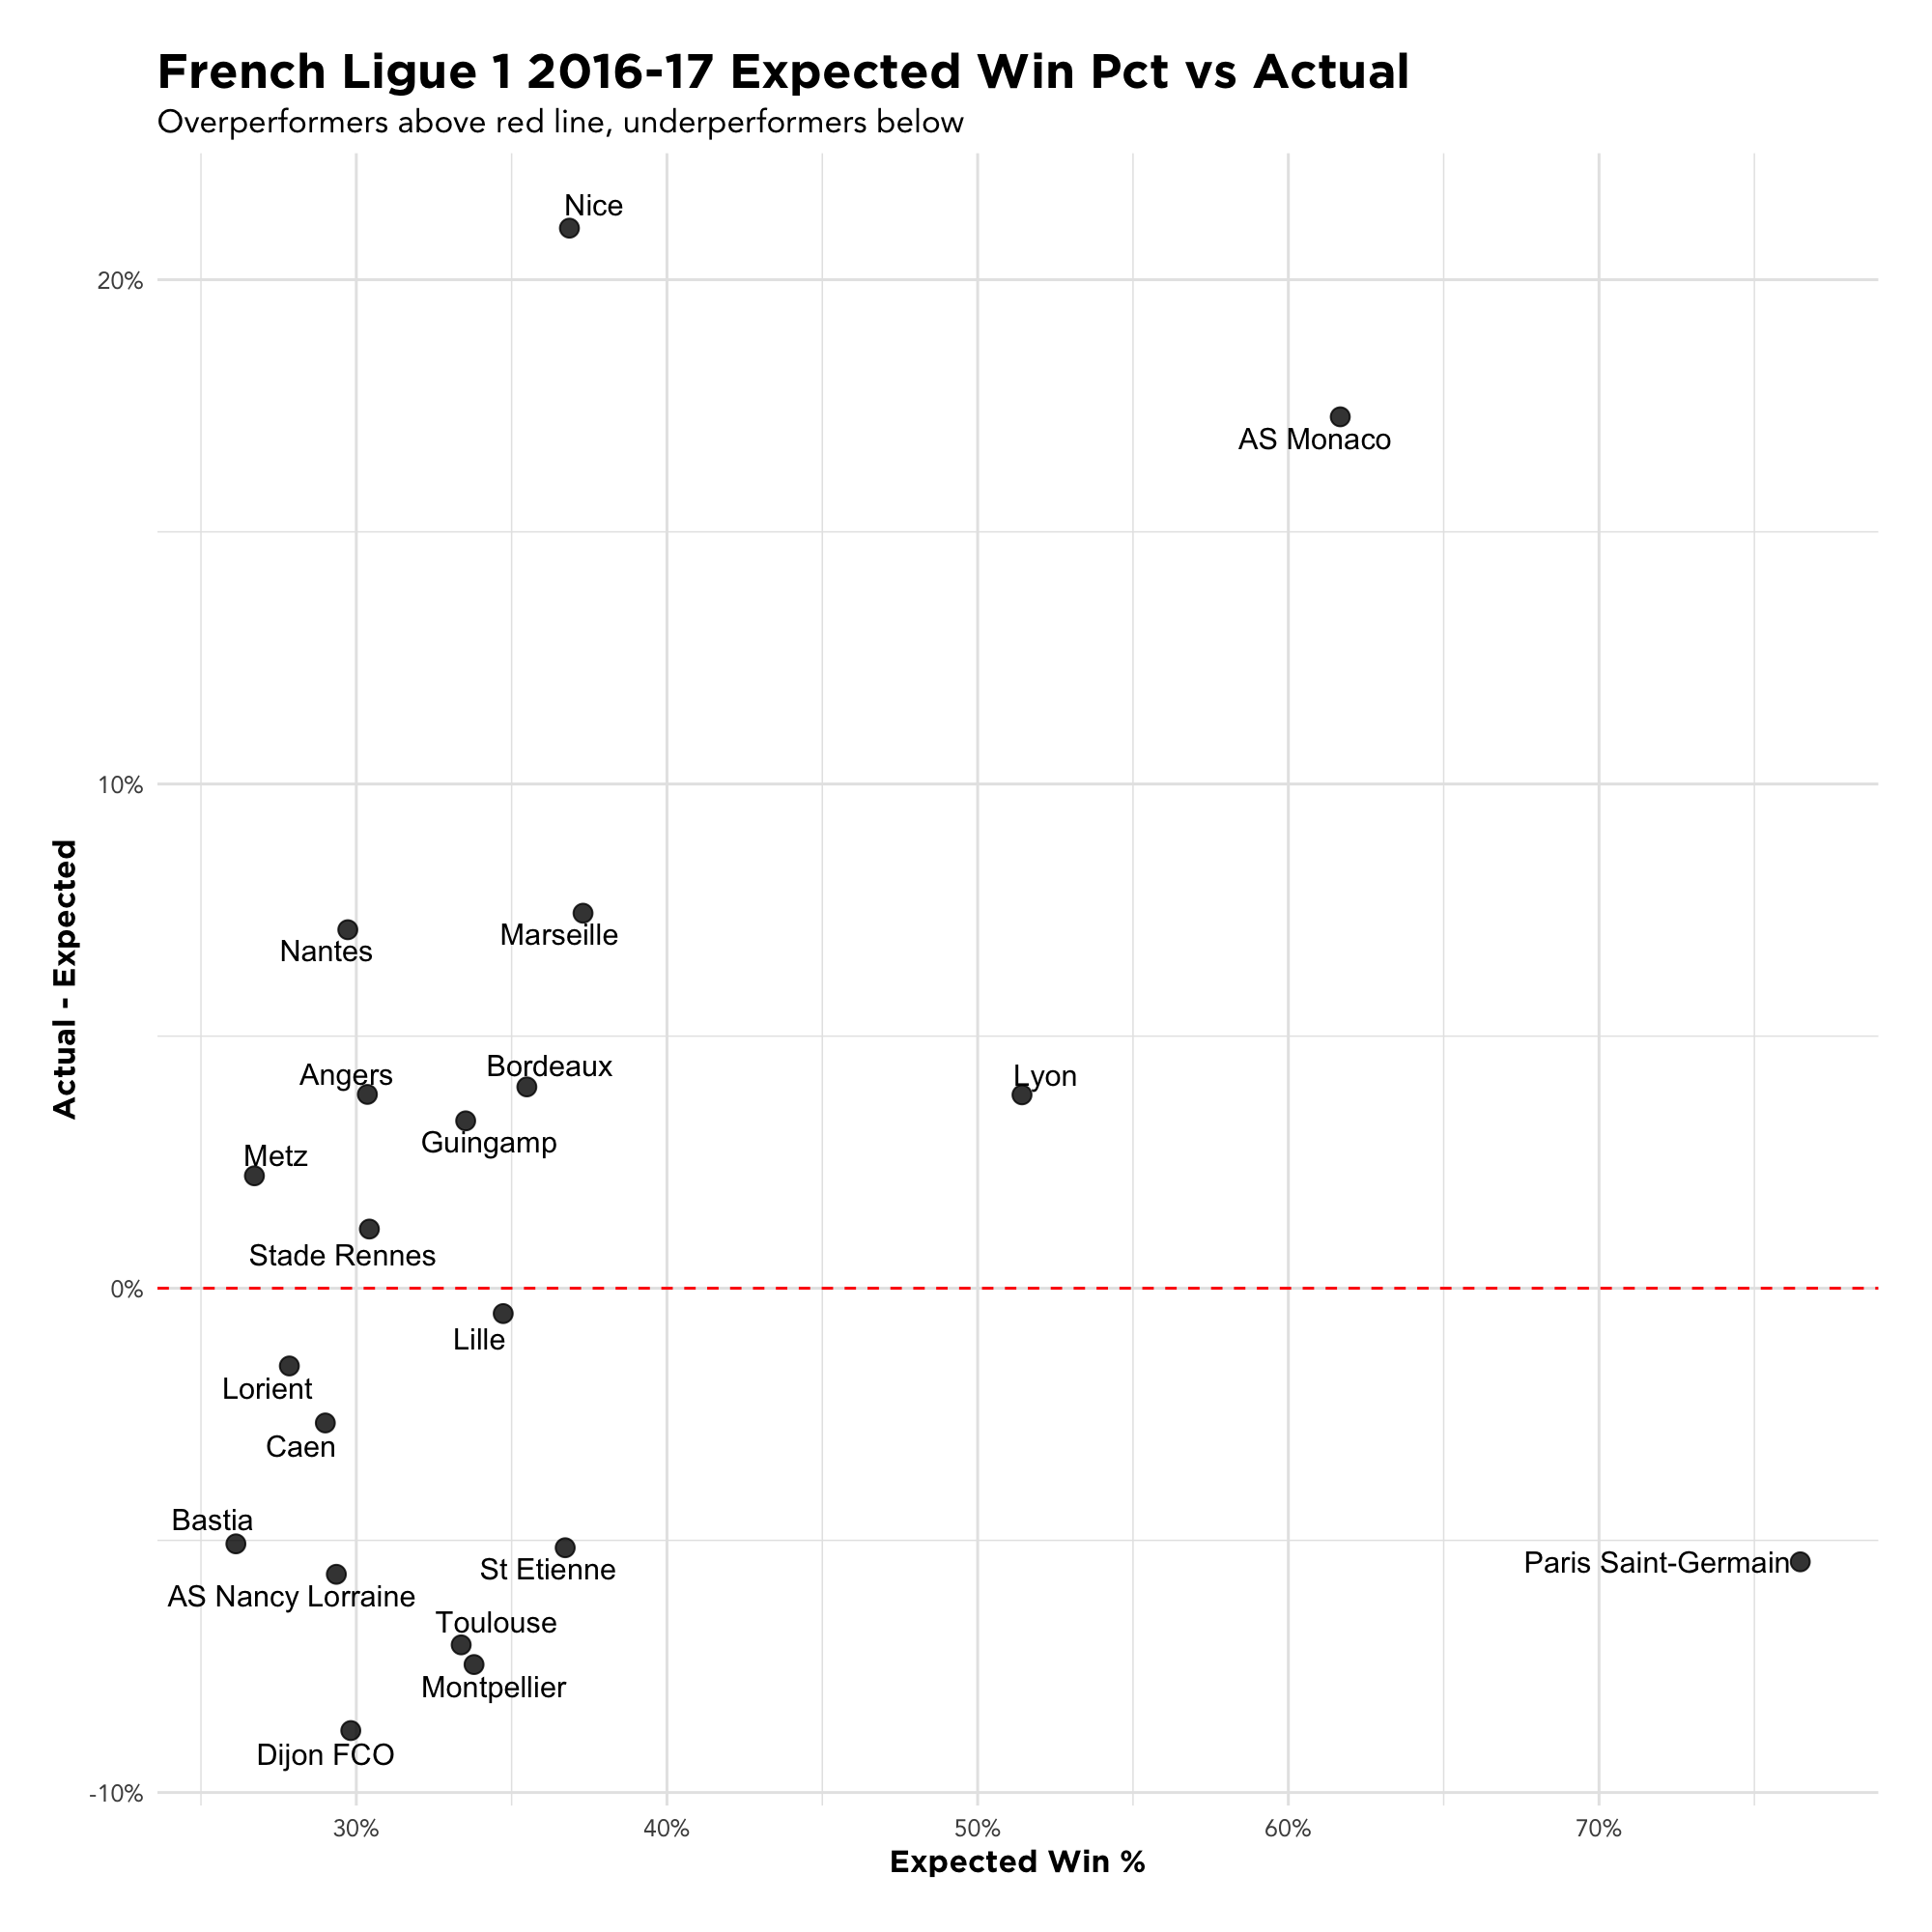 French Ligue 1 2016-17 Expected Win Pct vs Actual
Overperformers above red line, underperformers below
Nice
20%
AS Monaco
10%
Actual - Expected
Marseille
Nantes
Bordeaux
Angers
Lyon
Guingamp
Metz
Stade Rennes
0%
Lille
Lorient
Caen
Bastia
Paris Saint-Germain
St Etienne
AS Nancy Lorraine
Toulouse
Montpellier
Dijon FCO
-10%
30% 40% 50% 60% 70%
Expected Win %